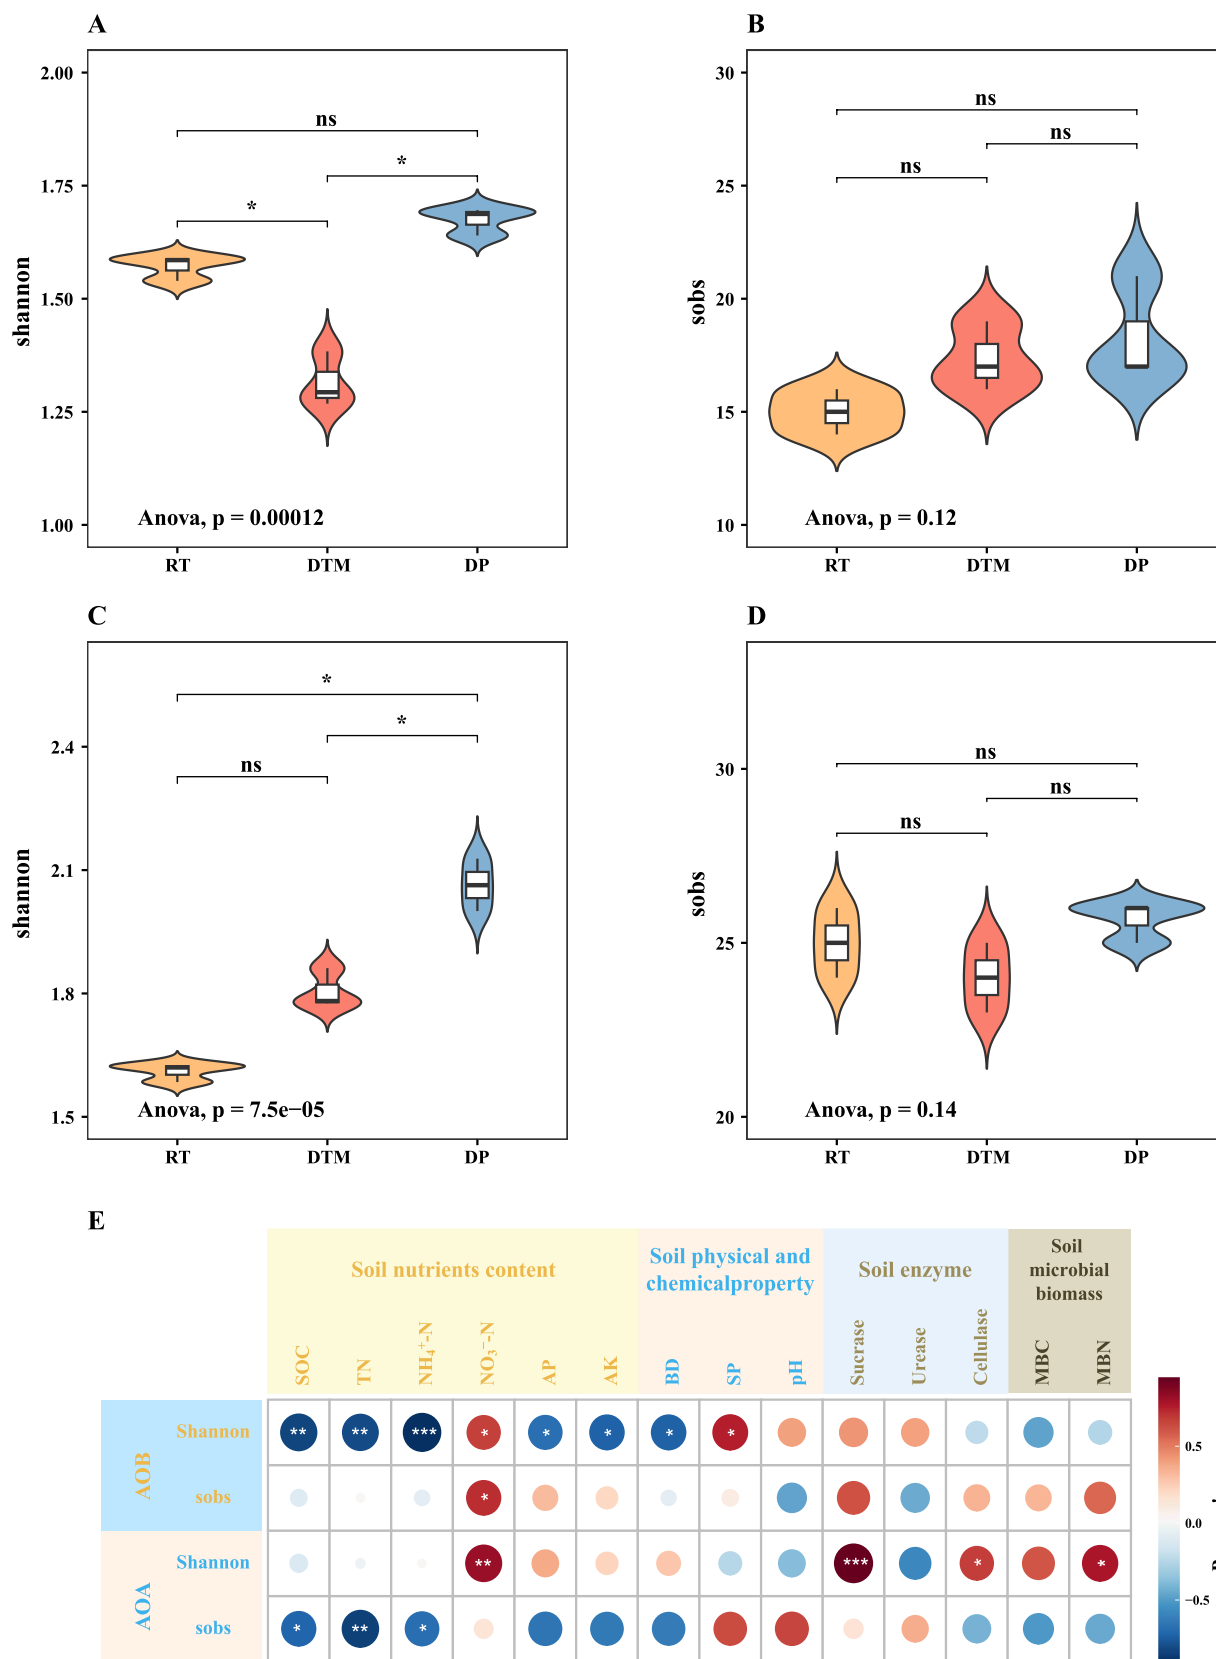 A
2.00
1.75
1.50
1.25
1.00
shannon
ns
*
*
Anova, p = 0.00012
RT DTM DP
B
30
25
20
15
10
sobs
ns
ns
ns
Anova, p = 0.12
RT DTM DP
C
2.4
2.1
1.8
1.5
shannon
*
*
ns
Anova, p = 7.5e−05
RT DTM DP
D
30
25
20
sobs
ns
ns
ns
Anova, p = 0.14
RT DTM DP
E
Soil nutrients content
Soil physical and
chemicalproperty
Soil enzyme
Soil
microbial
biomass
SOC TN NH₄⁺-N NO₃⁻-N AP AK BD SP pH Sucrase Urease Cellulase MBC MBN
AOB
Shannon ** ** *** * * * * *
sobs *
AOA
Shannon ** *** * *
sobs * ** *
0.5
0.0
−0.5